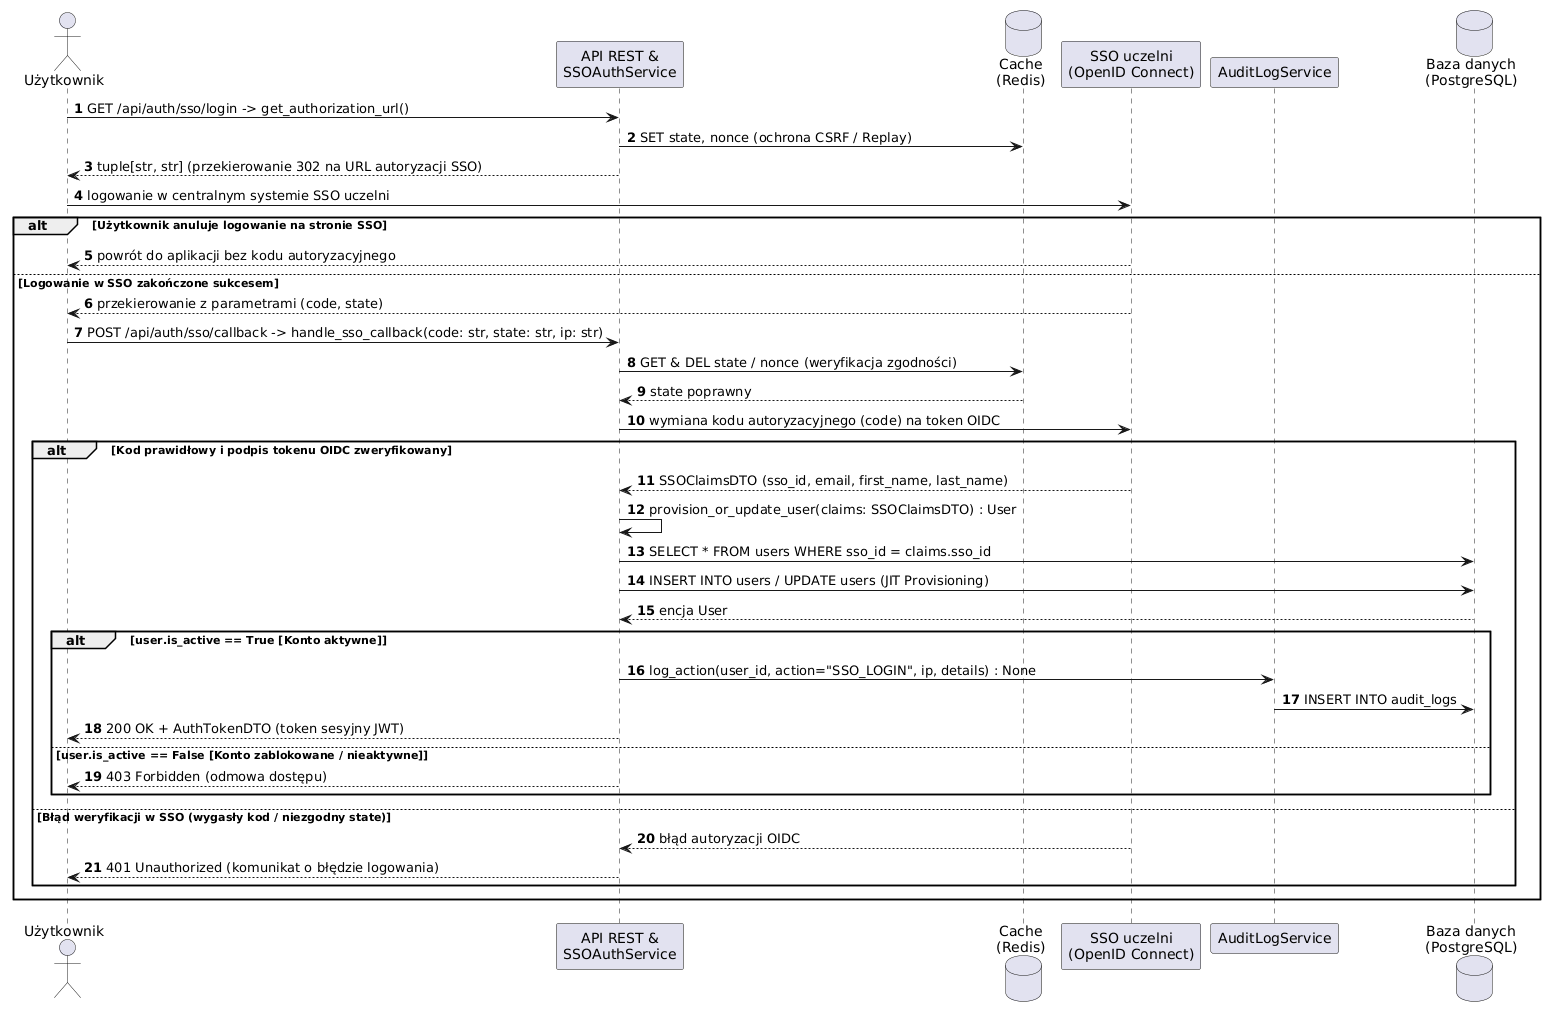 Użytkownik
API REST &
SSOAuthService
Cache
(Redis)
SSO uczelni
(OpenID Connect)
AuditLogService
Baza danych
(PostgreSQL)
1 GET /api/auth/sso/login -> get_authorization_url()
2 SET state, nonce (ochrona CSRF / Replay)
3 tuple[str, str] (przekierowanie 302 na URL autoryzacji SSO)
4 logowanie w centralnym systemie SSO uczelni
alt [Użytkownik anuluje logowanie na stronie SSO]
5 powrót do aplikacji bez kodu autoryzacyjnego
[Logowanie w SSO zakończone sukcesem]
6 przekierowanie z parametrami (code, state)
7 POST /api/auth/sso/callback -> handle_sso_callback(code: str, state: str, ip: str)
8 GET & DEL state / nonce (weryfikacja zgodności)
9 state poprawny
10 wymiana kodu autoryzacyjnego (code) na token OIDC
alt [Kod prawidłowy i podpis tokenu OIDC zweryfikowany]
11 SSOClaimsDTO (sso_id, email, first_name, last_name)
12 provision_or_update_user(claims: SSOClaimsDTO) : User
13 SELECT * FROM users WHERE sso_id = claims.sso_id
14 INSERT INTO users / UPDATE users (JIT Provisioning)
15 encja User
alt [user.is_active == True [Konto aktywne]]
16 log_action(user_id, action="SSO_LOGIN", ip, details) : None
17 INSERT INTO audit_logs
18 200 OK + AuthTokenDTO (token sesyjny JWT)
[user.is_active == False [Konto zablokowane / nieaktywne]]
19 403 Forbidden (odmowa dostępu)
[Błąd weryfikacji w SSO (wygasły kod / niezgodny state)]
20 błąd autoryzacji OIDC
21 401 Unauthorized (komunikat o błędzie logowania)
Użytkownik
API REST &
SSOAuthService
Cache
(Redis)
SSO uczelni
(OpenID Connect)
AuditLogService
Baza danych
(PostgreSQL)